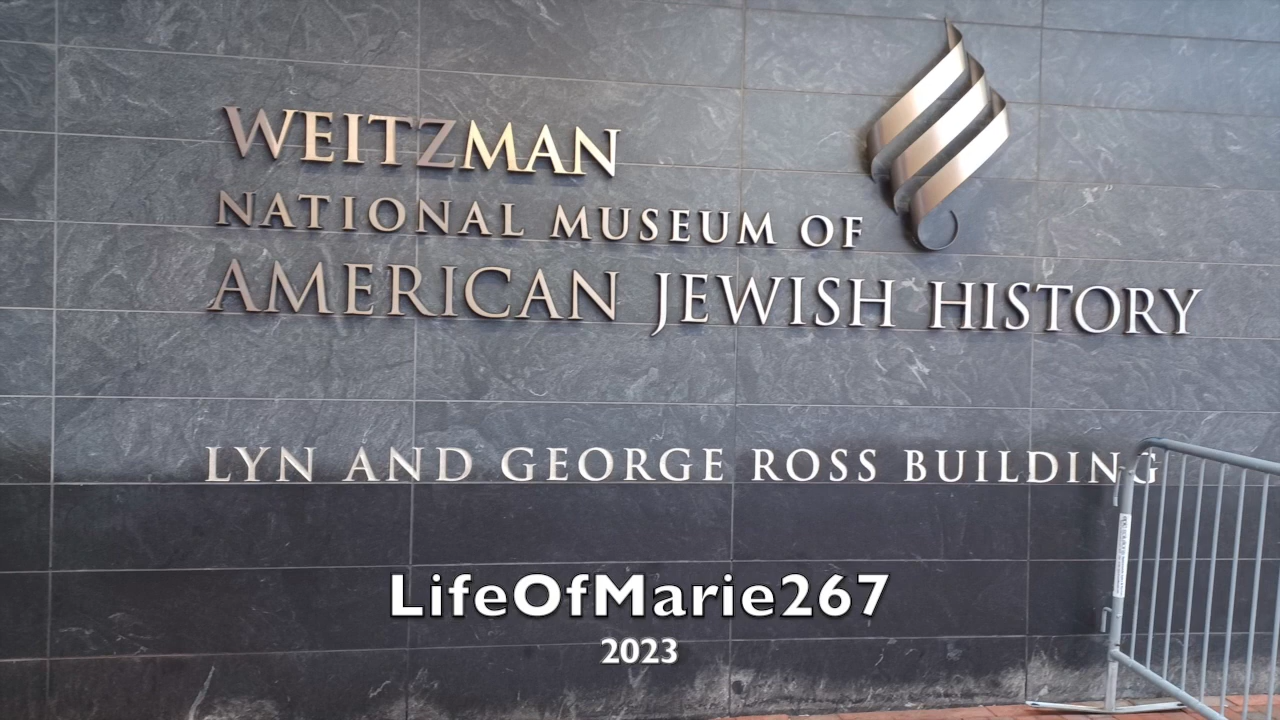 WEITZMAN
NATIONAL MUSEUM OF
AMERICAN JEWISH HISTORY
LYN AND GEORGE ROSS BUILDING
LifeOfMarie267
2023